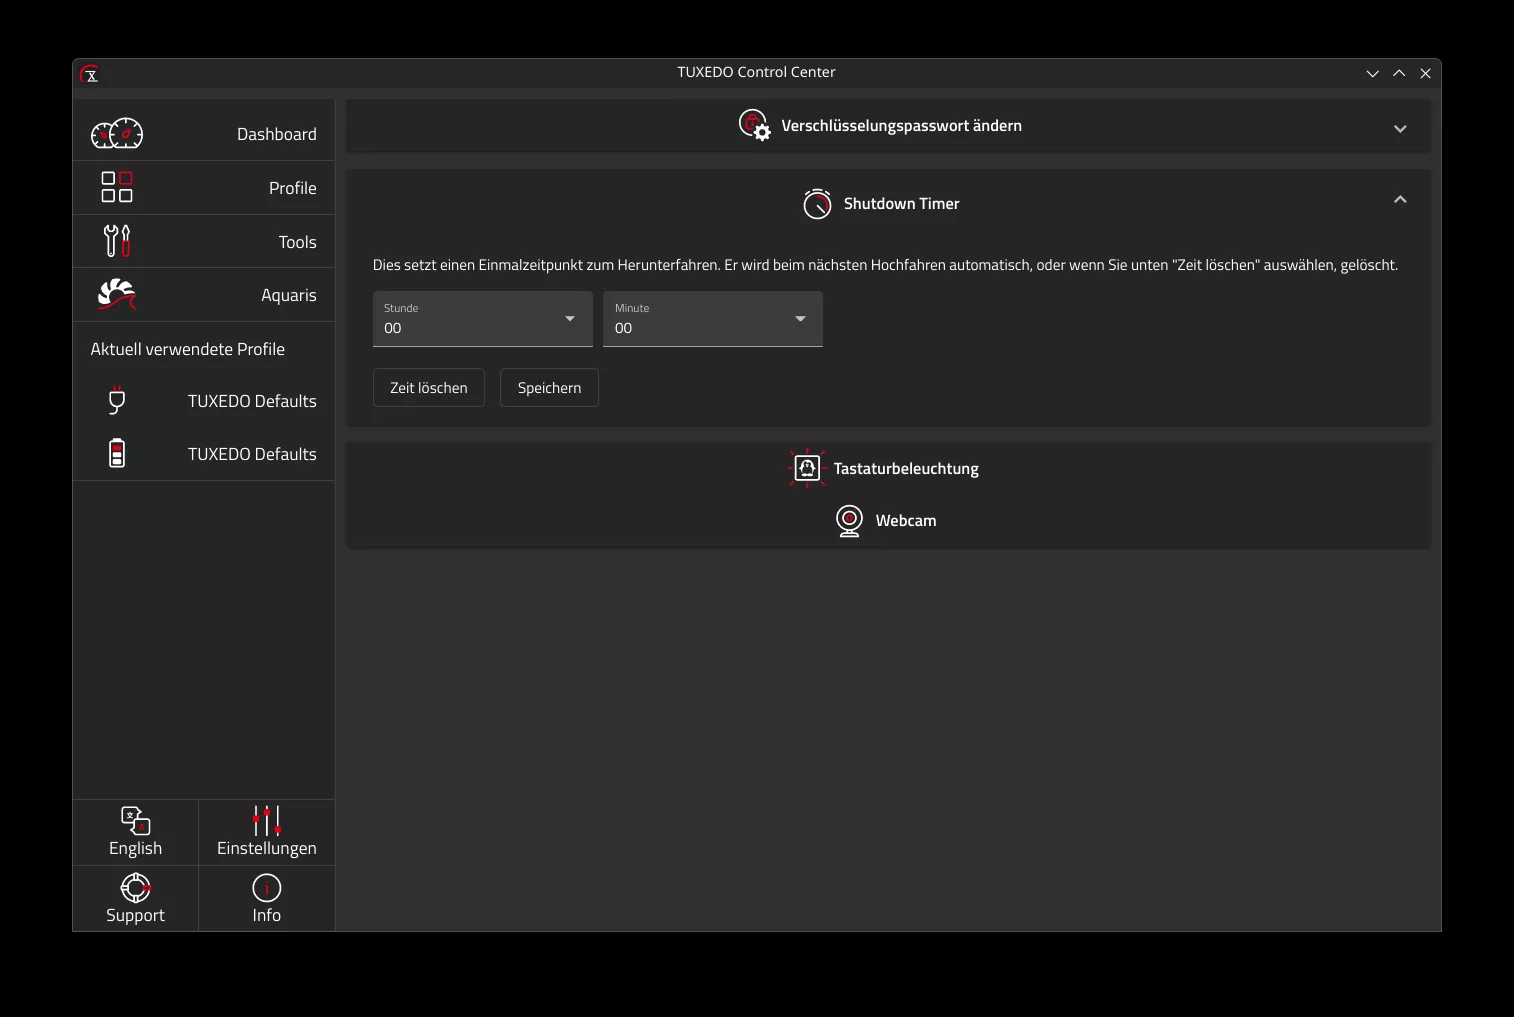 TUXEDO Control Center
Dashboard
Profile
Tools
Aquaris
Aktuell verwendete Profile
TUXEDO Defaults
TUXEDO Defaults
English
Einstellungen
Support
Info
Verschlüsselungspasswort ändern
Shutdown Timer
Dies setzt einen Einmalzeitpunkt zum Herunterfahren. Er wird beim nächsten Hochfahren automatisch, oder wenn Sie unten "Zeit löschen" auswählen, gelöscht.
Stunde
00
Minute
00
Zeit löschen
Speichern
Tastaturbeleuchtung
Webcam